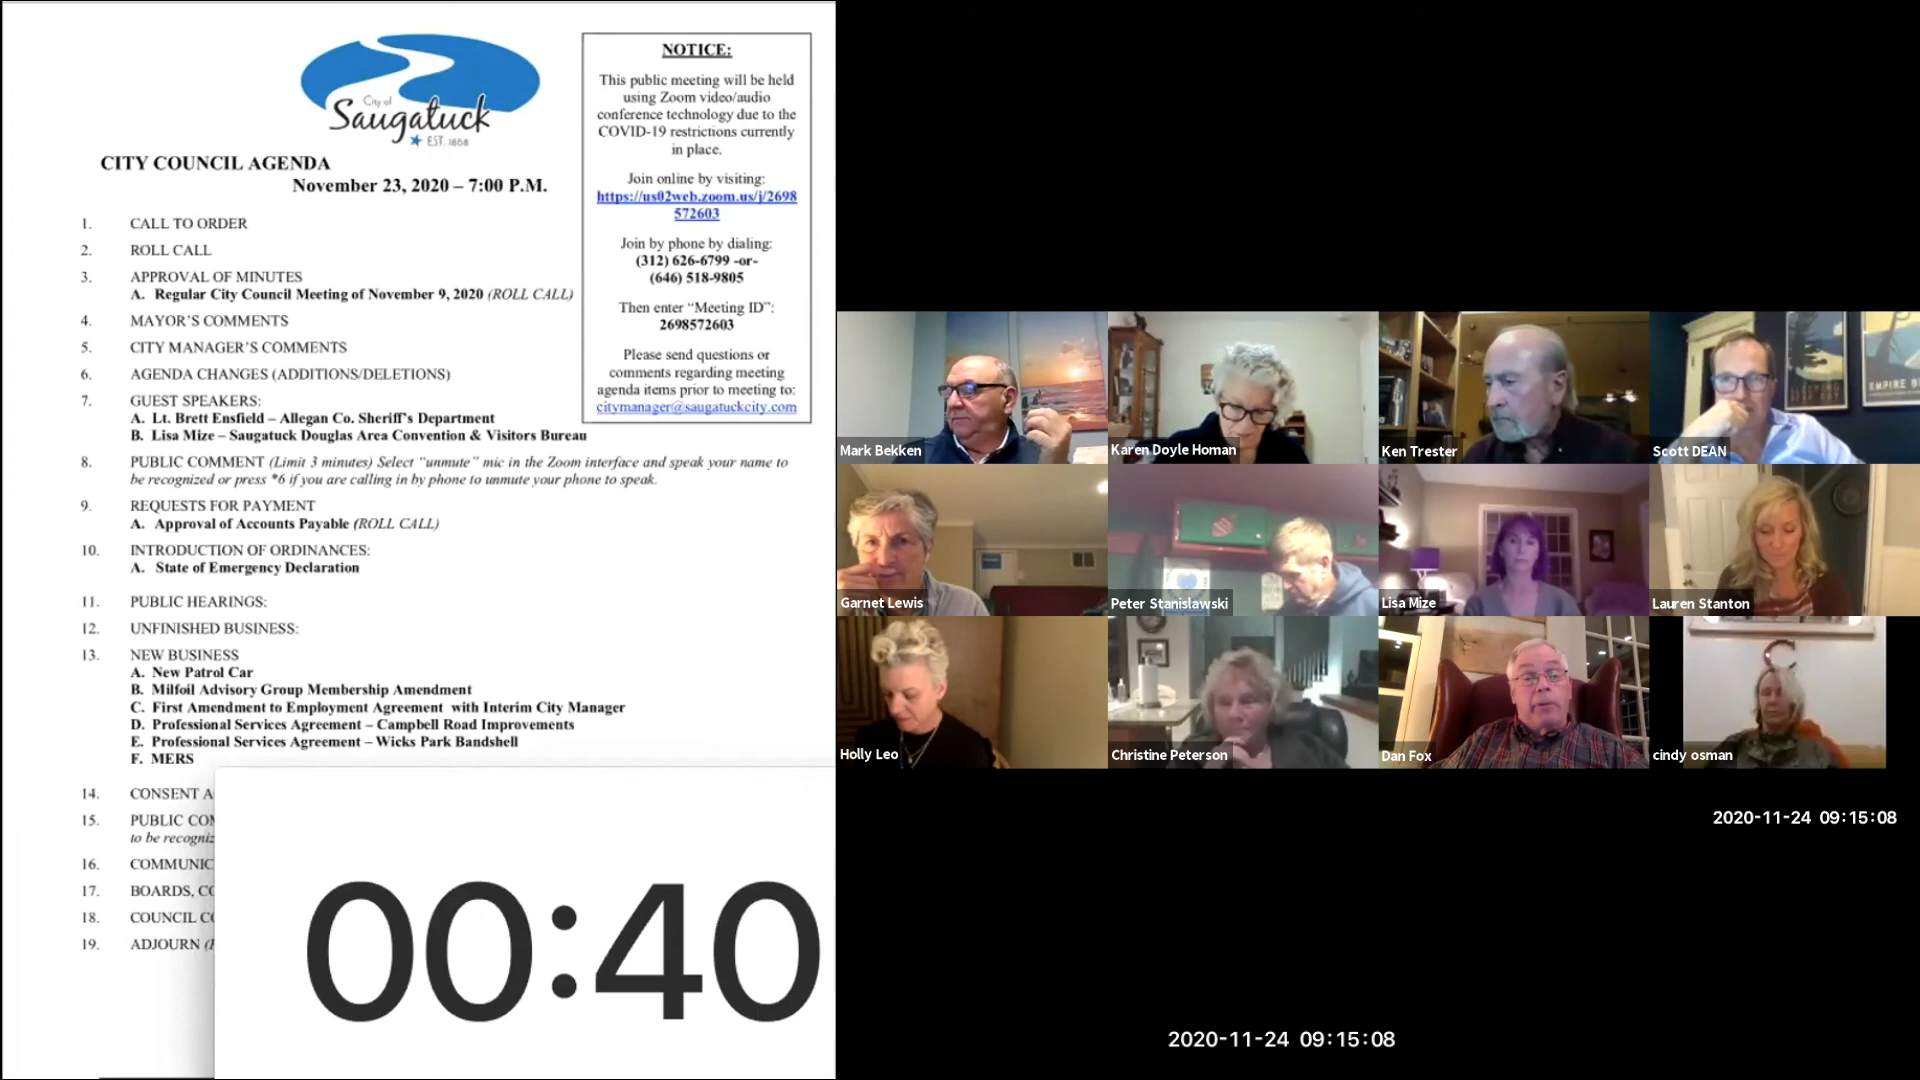 City of
Saugatuck
EST. 1868
CITY COUNCIL AGENDA
November 23, 2020 – 7:00 P.M.
NOTICE:
This public meeting will be held
using Zoom video/audio
conference technology due to the
COVID-19 restrictions currently
in place.
Join online by visiting:
https://us02web.zoom.us/j/2698
572603
Join by phone by dialing:
(312) 626-6799 -or-
(646) 518-9805
Then enter “Meeting ID”:
2698572603
Please send questions or
comments regarding meeting
agenda items prior to meeting to:
citymanager@saugatuckcity.com
1. CALL TO ORDER
2. ROLL CALL
3. APPROVAL OF MINUTES
A. Regular City Council Meeting of November 9, 2020 (ROLL CALL)
4. MAYOR’S COMMENTS
5. CITY MANAGER’S COMMENTS
6. AGENDA CHANGES (ADDITIONS/DELETIONS)
7. GUEST SPEAKERS:
A. Lt. Brett Ensfield – Allegan Co. Sheriff’s Department
B. Lisa Mize – Saugatuck Douglas Area Convention & Visitors Bureau
8. PUBLIC COMMENT (Limit 3 minutes) Select “unmute” mic in the Zoom interface and speak your name to
be recognized or press *6 if you are calling in by phone to unmute your phone to speak.
9. REQUESTS FOR PAYMENT
A. Approval of Accounts Payable (ROLL CALL)
10. INTRODUCTION OF ORDINANCES:
A. State of Emergency Declaration
11. PUBLIC HEARINGS:
12. UNFINISHED BUSINESS:
13. NEW BUSINESS
A. New Patrol Car
B. Milfoil Advisory Group Membership Amendment
C. First Amendment to Employment Agreement with Interim City Manager
D. Professional Services Agreement – Campbell Road Improvements
E. Professional Services Agreement – Wicks Park Bandshell
F. MERS
14. CONSENT A
15. PUBLIC COM
to be recogniz
16. COMMUNIC
17. BOARDS, CO
18. COUNCIL CO
19. ADJOURN (R
00:40
EMPIRE B
Mark Bekken
Karen Doyle Homan
Ken Trester
Scott DEAN
Garnet Lewis
Peter Stanislawski
Lisa Mize
Lauren Stanton
Holly Leo
Christine Peterson
Dan Fox
cindy osman
2020-11-24 09:15:08
2020-11-24 09:15:08